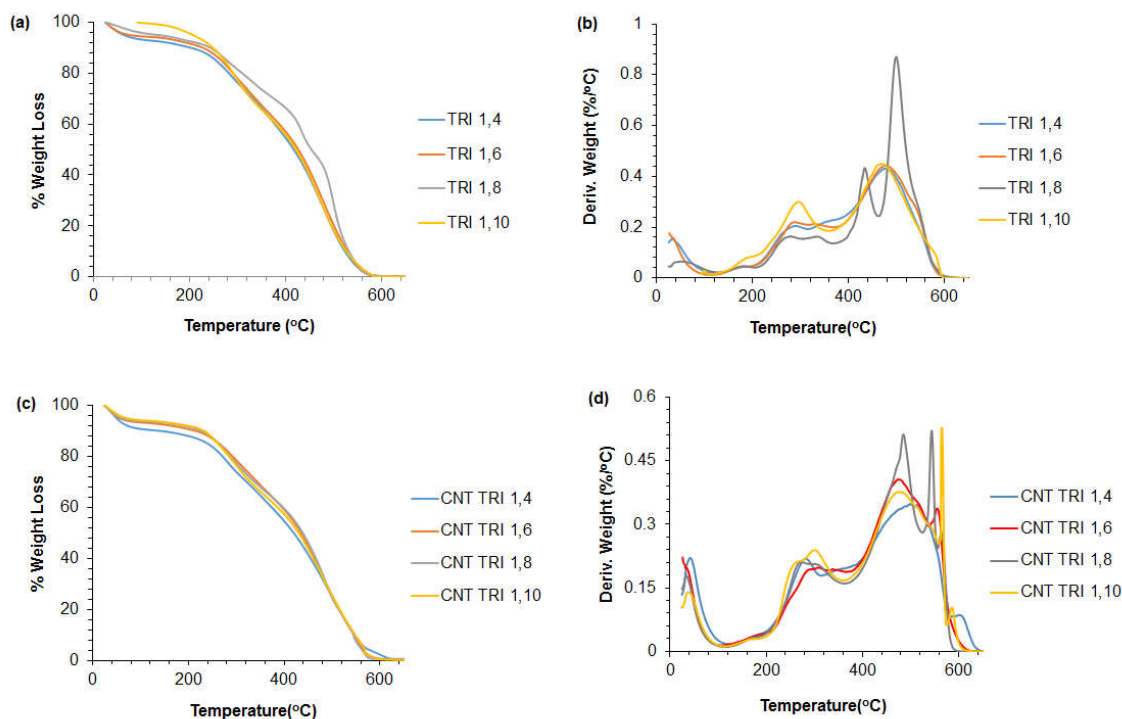 (a)
% Weight Loss
100
80
60
40
20
0
0 200 400 600
Temperature (°C)
TRI 1,4
TRI 1,6
TRI 1,8
TRI 1,10
(b)
Deriv. Weight (%/°C)
1
0.8
0.6
0.4
0.2
0
0 200 400 600
Temperature(°C)
TRI 1,4
TRI 1,6
TRI 1,8
TRI 1,10
(c)
% Weight Loss
100
80
60
40
20
0
0 200 400 600
Temperature(°C)
CNT TRI 1,4
CNT TRI 1,6
CNT TRI 1,8
CNT TRI 1,10
(d)
Deriv. Weight (%/°C)
0.6
0.45
0.3
0.15
0
0 200 400 600
Temperature(°C)
CNT TRI 1,4
CNT TRI 1,6
CNT TRI 1,8
CNT TRI 1,10